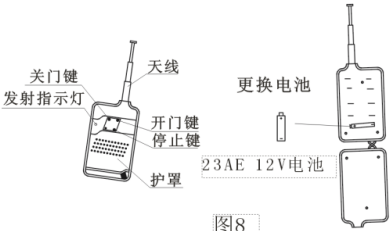 天线
关门键
更换电池
发射指示灯
开门键
停止键
23AE 12V电池
护罩
图8